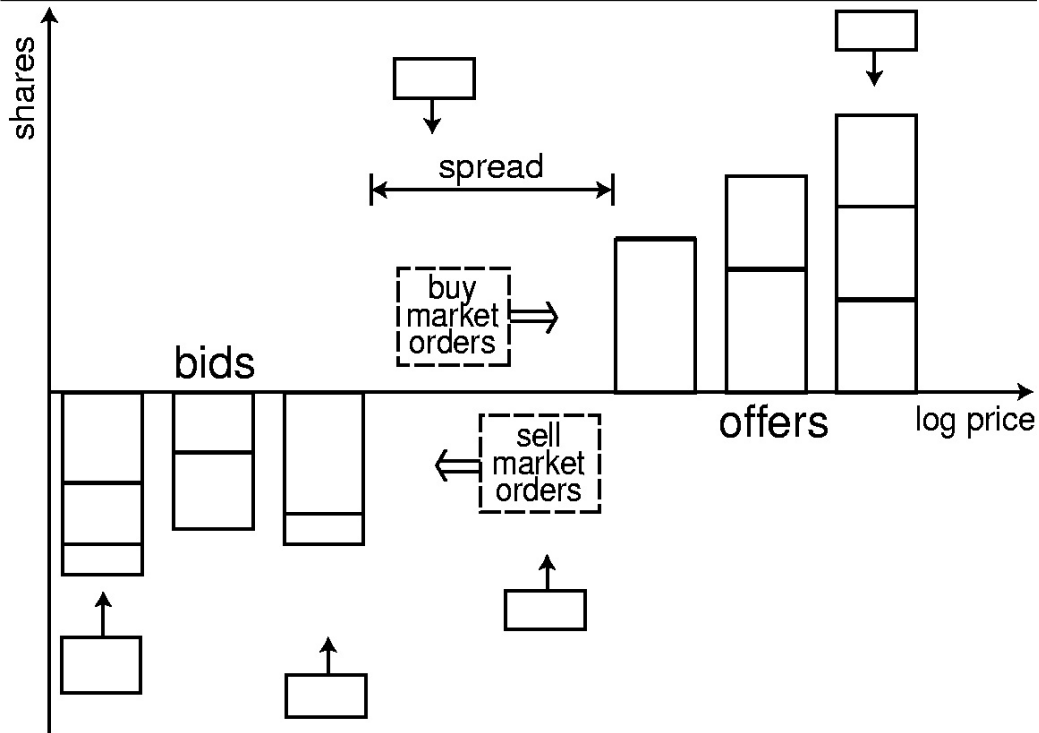 shares
spread
buy
market
orders
bids
offers
log price
sell
market
orders